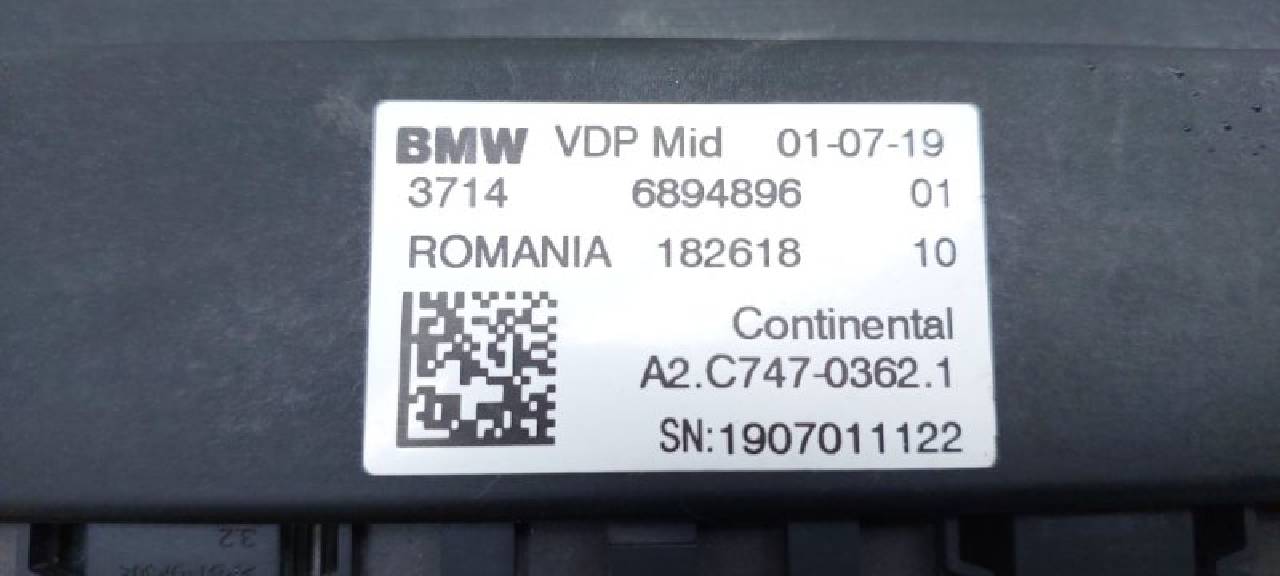 BMW VDP Mid 01-07-19
3714 6894896 01
ROMANIA 182618 10
Continental
A2.C747-0362.1
SN:1907011122
32